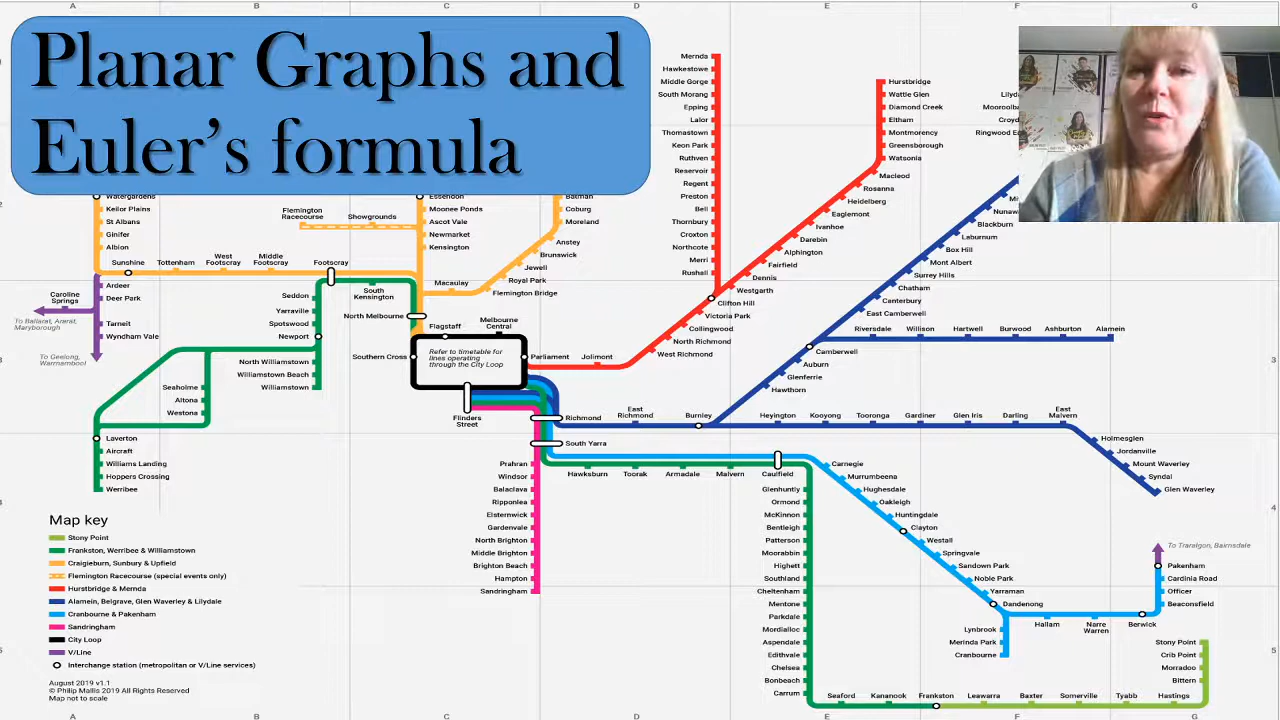 A
B
C
D
E
F
G
Planar Graphs and
Euler's formula
Mernda
Hawkestowe
Middle Gorge
South Morang
Epping
Lalor
Thomastown
Keon Park
Ruthven
Reservoir
Regent
Preston
Bell
Thornbury
Croxton
Northcote
Merri
Rushall
Hurstbridge
Wattle Glen
Diamond Creek
Eltham
Montmorency
Greensborough
Watsonia
Macleod
Rosanna
Heidelberg
Eaglemont
Ivanhoe
Darebin
Alphington
Fairfield
Dennis
Westgarth
Clifton Hill
Victoria Park
Collingwood
North Richmond
West Richmond
Jolimont
Parliament
Blackburn
Laburnum
Box Hill
Mont Albert
Surrey Hills
Chatham
Canterbury
East Camberwell
Riversdale
Willison
Hartwell
Burwood
Ashburton
Alamein
Camberwell
Auburn
Glenferrie
Hawthorn
2
Watergardens
Keilor Plains
St Albans
Ginifer
Albion
Sunshine
Tottenham
West
Footscray
Middle
Footscray
Footscray
Flemington
Racecourse
Showgrounds
Essendon
Moonee Ponds
Ascot Vale
Newmarket
Kensington
Batman
Coburg
Moreland
Anstey
Brunswick
Jewell
Royal Park
Flemington Bridge
Macaulay
South
Kensington
North Melbourne
Flagstaff
Melbourne
Central
Southern Cross
Refer to timetable for
lines operating
through the City Loop
Flinders
Street
Caroline
Springs
To Ballarat, Ararat,
Maryborough
Ardeer
Deer Park
Tarneit
Wyndham Vale
To Geelong,
Warrnambool
Seddon
Yarraville
Spotswood
Newport
North Williamstown
Williamstown Beach
Williamstown
Seaholme
Altona
Westona
Laverton
Aircraft
Williams Landing
Hoppers Crossing
Werribee
3
Richmond
East
Richmond
Burnley
Heyington
Kooyong
Tooronga
Gardiner
Glen Iris
Darling
East
Malvern
Holmesglen
Jordanville
Mount Waverley
Syndal
Glen Waverley
South Yarra
Hawksburn
Toorak
Armadale
Malvern
Caulfield
Carnegie
Murrumbeena
Hughesdale
Oakleigh
Huntingdale
Clayton
Westall
Springvale
Sandown Park
Noble Park
Yarraman
Dandenong
Prahran
Windsor
Balaclava
Ripponlea
Elsternwick
Gardenvale
North Brighton
Middle Brighton
Brighton Beach
Hampton
Sandringham
Glenhuntly
Ormond
McKinnon
Bentleigh
Patterson
Moorabbin
Highett
Southland
Cheltenham
Mentone
Parkdale
Mordialloc
Aspendale
Edithvale
Chelsea
Bonbeach
Carrum
4
Lynbrook
Merinda Park
Cranbourne
Hallam
Narre
Warren
Berwick
To Traralgon, Bairnsdale
Pakenham
Cardinia Road
Officer
Beaconsfield
Stony Point
Crib Point
Morradoo
Bittern
5
Seaford
Kananook
Frankston
Leawarra
Baxter
Somerville
Tyabb
Hastings
Map key
Stony Point
Frankston, Werribee & Williamstown
Craigieburn, Sunbury & Upfield
Flemington Racecourse (special events only)
Hurstbridge & Mernda
Alamein, Belgrave, Glen Waverley & Lilydale
Cranbourne & Pakenham
Sandringham
City Loop
V/Line
Interchange station (metropolitan or V/Line services)
August 2019 v1.1
© Philip Mallis 2019 All Rights Reserved
Map not to scale
A
B
C
D
E
F
G